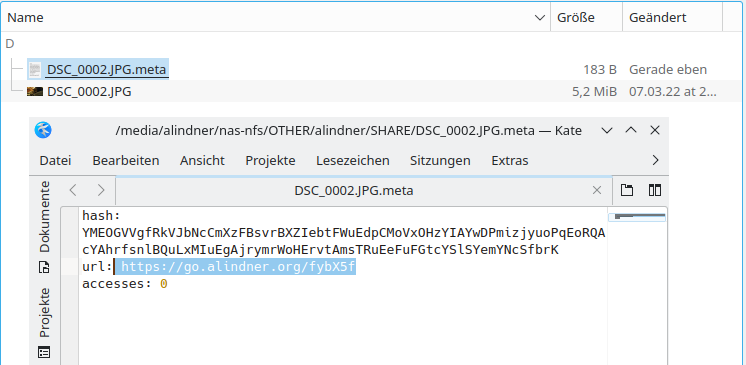 Name Größe Geändert
D
DSC_0002.JPG.meta 183 B Gerade eben
DSC_0002.JPG 5,2 MiB 07.03.22 at 2...
/media/alindner/nas-nfs/OTHER/alindner/SHARE/DSC_0002.JPG.meta — Kate
Datei Bearbeiten Ansicht Projekte Lesezeichen Sitzungen Extras
DSC_0002.JPG.meta
Dokumente
Projekte
hash:
YMEOGVVgfRkVJbNcCmXzFBsvrBXZIebtFWuEdpCMoVxOHzYIAYwDPmizjyuoPqEoRQA
cYAhrfsnlBQuLxMIuEgAjrymrWoHErvtAmsTRuEeFuFGtcYSlSYemYNcSfbrK
url: https://go.alindner.org/fybX5f
accesses: 0